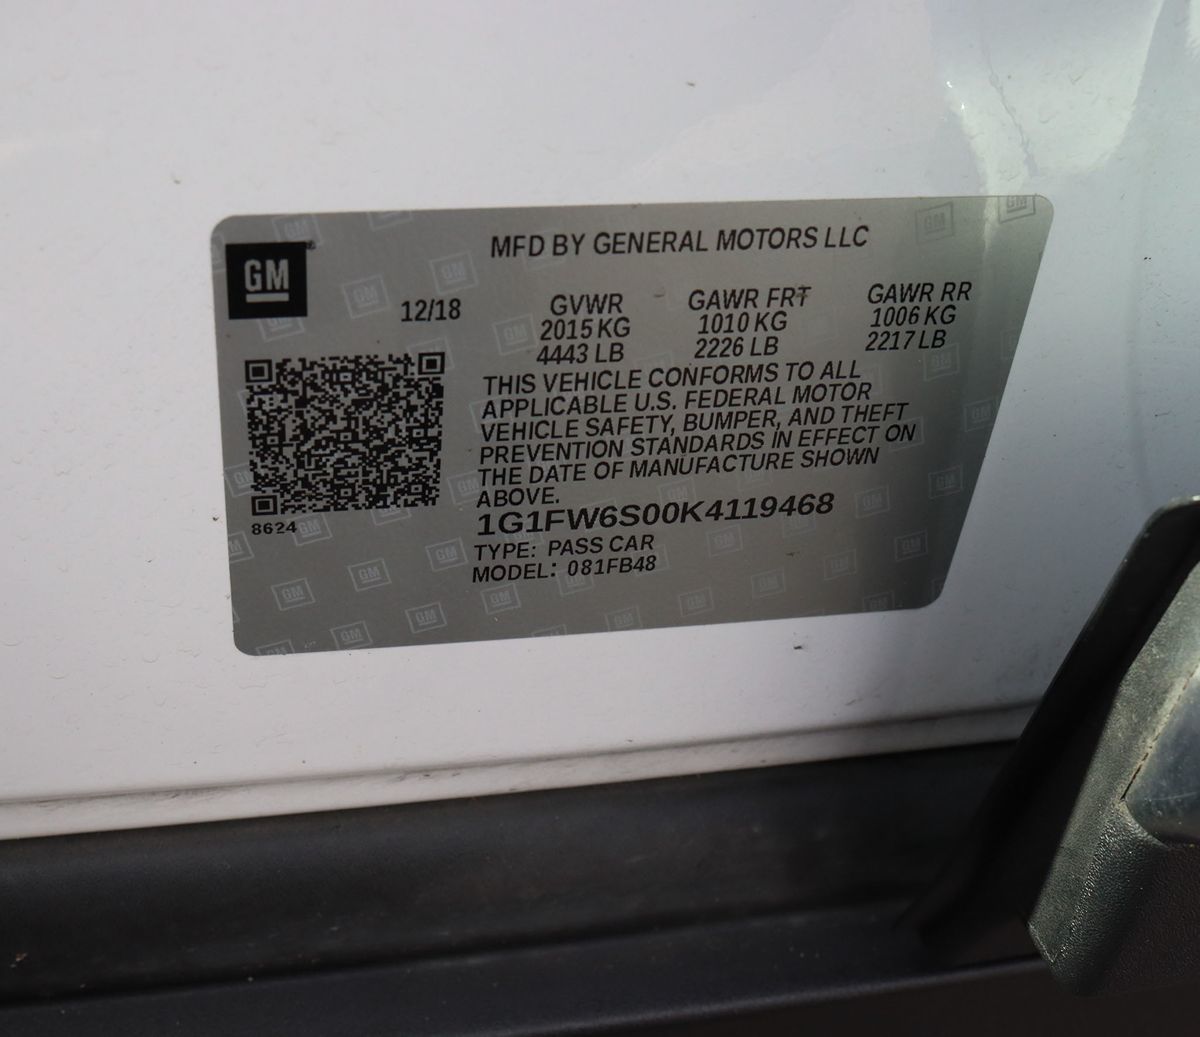 GM
MFD BY GENERAL MOTORS LLC
12/18 GVWR GAWR FRT GAWR RR
2015 KG 1010 KG 1006 KG
4443 LB 2226 LB 2217 LB
THIS VEHICLE CONFORMS TO ALL
APPLICABLE U.S. FEDERAL MOTOR
VEHICLE SAFETY, BUMPER, AND THEFT
PREVENTION STANDARDS IN EFFECT ON
THE DATE OF MANUFACTURE SHOWN
ABOVE.
8624
1G1FW6S00K4119468
TYPE: PASS CAR
MODEL: 081FB48